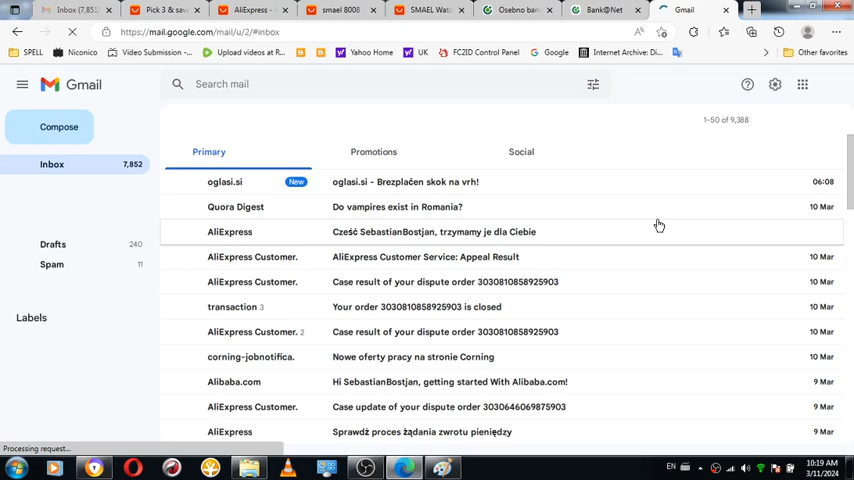 Inbox (7,851
Pick 3 & save
AliExpress -
smael 8008
SMAEL Wat
Osebno ban
Bank@Net
Gmail
https://mail.google.com/mail/u/2/#inbox
SPELL
Niconico
Video Submission -...
Upload videos at R...
Yahoo Home
UK
FC2ID Control Panel
Google
Internet Archive: Di...
Other favorites
Gmail
Search mail
Compose
1–50 of 9,388
Primary
Promotions
Social
Inbox 7,852
oglasi.si New oglasi.si - Brezplačen skok na vrh! 06:08
Quora Digest Do vampires exist in Romania? 10 Mar
AliExpress Cześć SebastianBostjan, trzymamy je dla Ciebie
Drafts 240
AliExpress Customer. AliExpress Customer Service: Appeal Result 10 Mar
Spam 11
AliExpress Customer. Case result of your dispute order 3030810858925903 10 Mar
transaction 3 Your order 3030810858925903 is closed 10 Mar
Labels
AliExpress Customer. 2 Case result of your dispute order 3030810858925903 10 Mar
corning-jobnotifica. Nowe oferty pracy na stronie Corning 10 Mar
Alibaba.com Hi SebastianBostjan, getting started With Alibaba.com! 9 Mar
AliExpress Customer. Case update of your dispute order 3030646069875903 9 Mar
AliExpress Sprawdź proces żądania zwrotu pieniędzy 9 Mar
Processing request...
EN
10:19 AM
3/11/2024